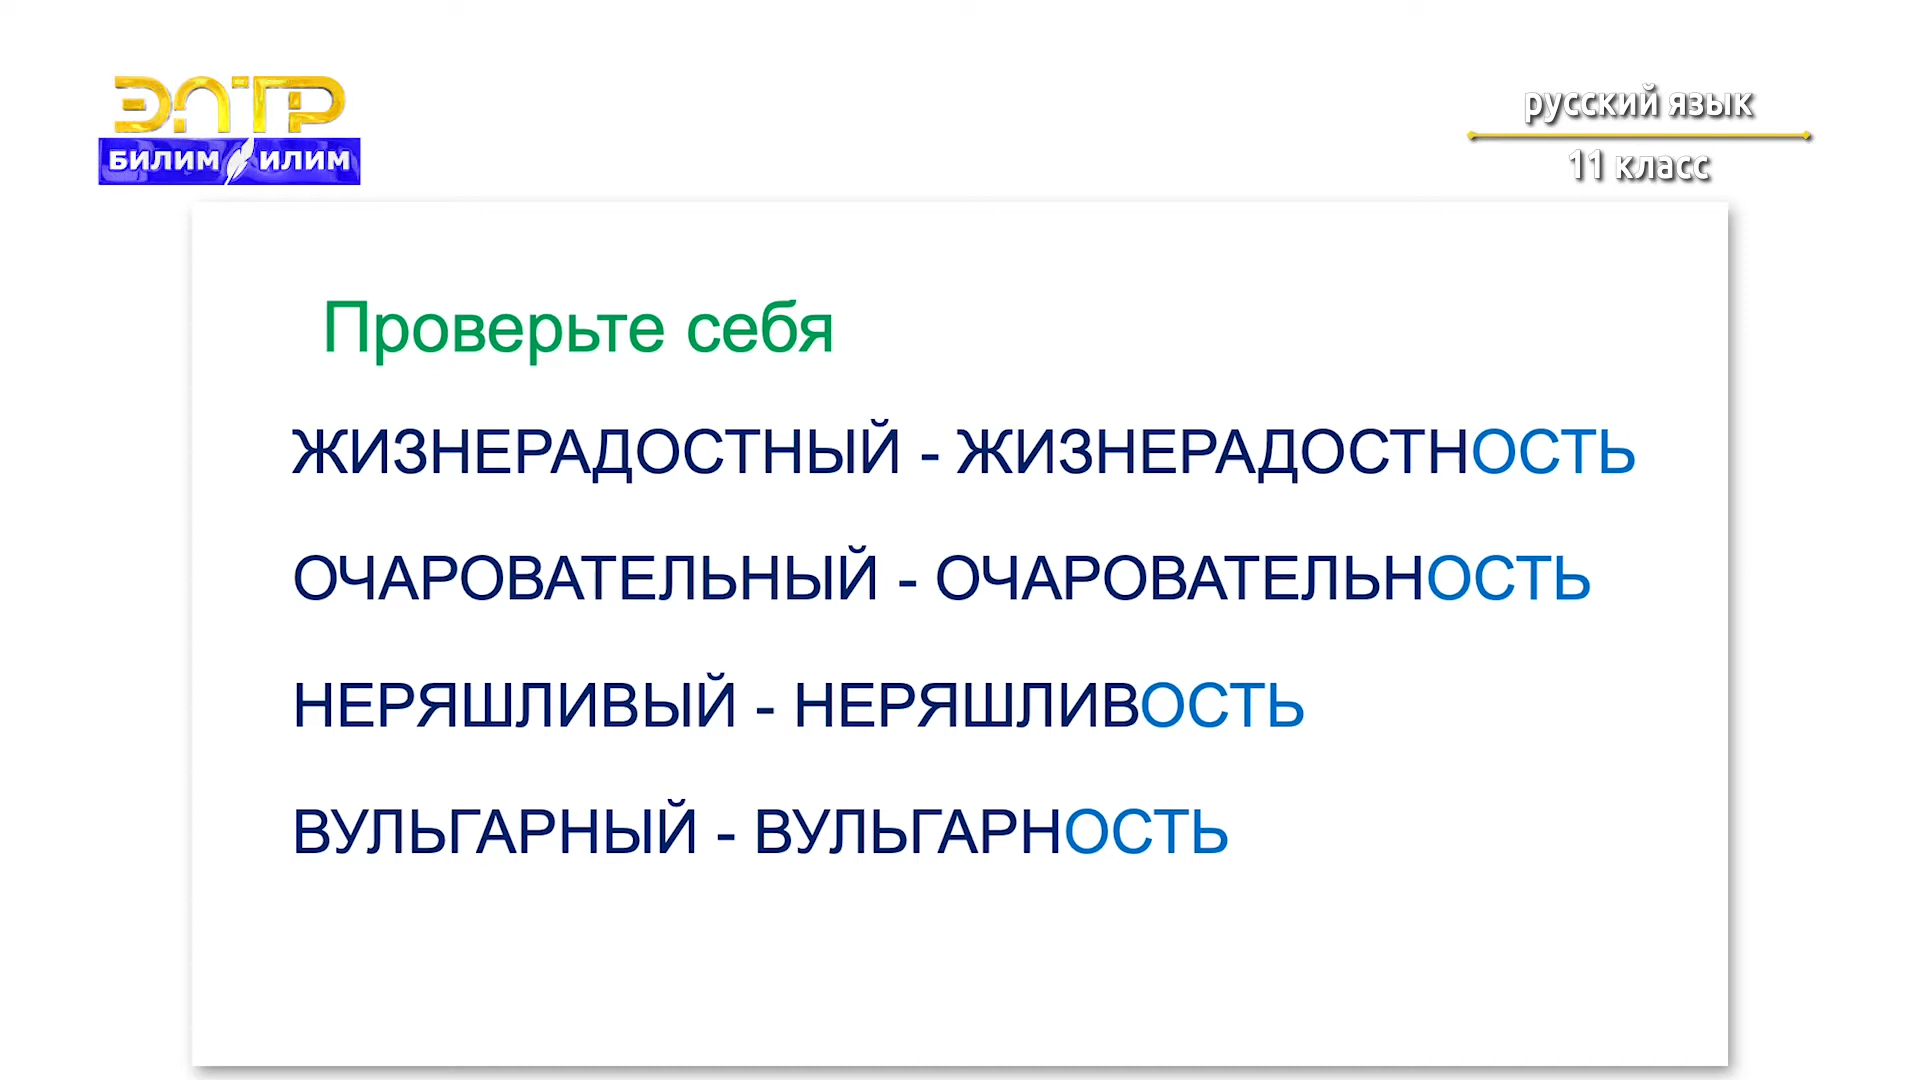 ЭЛТР
БИЛИМ ИЛИМ
русский язык
11 класс
Проверьте себя
ЖИЗНЕРАДОСТНЫЙ - ЖИЗНЕРАДОСТНОСТЬ
ОЧАРОВАТЕЛЬНЫЙ - ОЧАРОВАТЕЛЬНОСТЬ
НЕРЯШЛИВЫЙ - НЕРЯШЛИВОСТЬ
ВУЛЬГАРНЫЙ - ВУЛЬГАРНОСТЬ